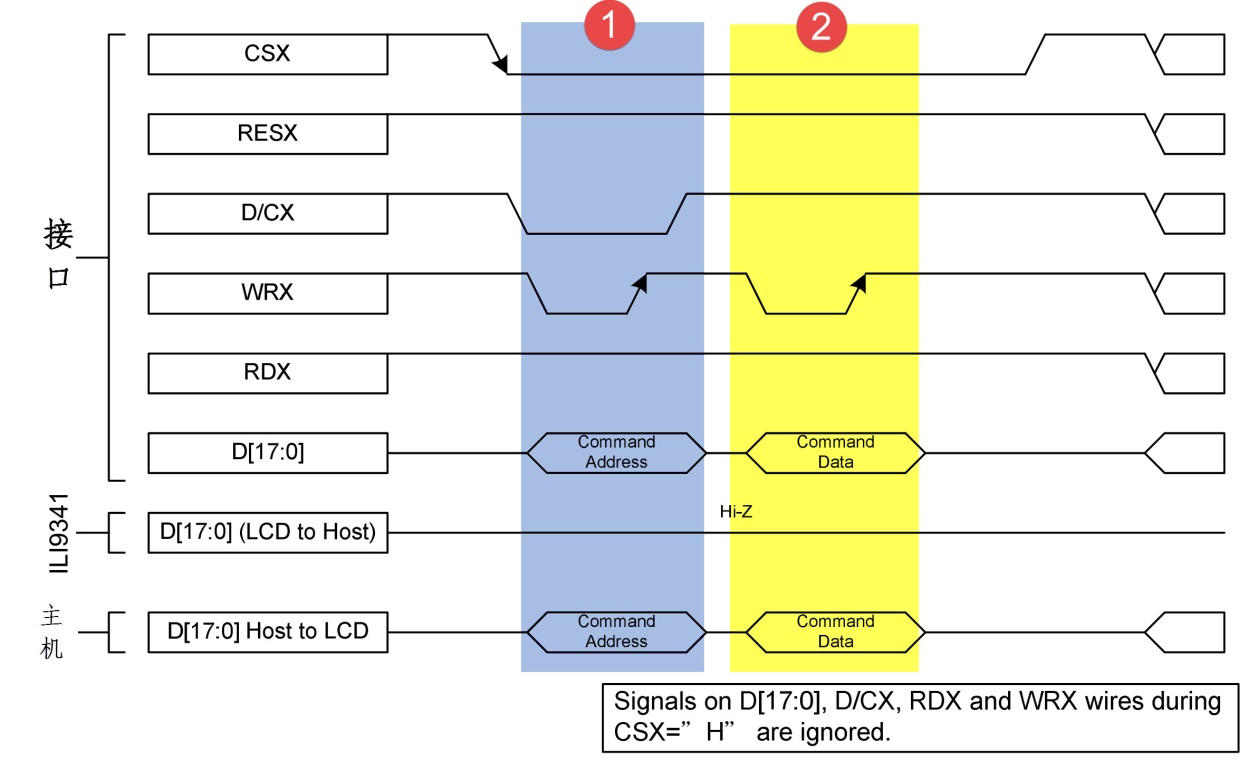 1
2
CSX
RESX
D/CX
WRX
RDX
D[17:0]
Command
Address
Command
Data
接
口
Hi-Z
ILI9341
D[17:0] (LCD to Host)
主
机
D[17:0] Host to LCD
Command
Address
Command
Data
Signals on D[17:0], D/CX, RDX and WRX wires during
CSX=”H” are ignored.